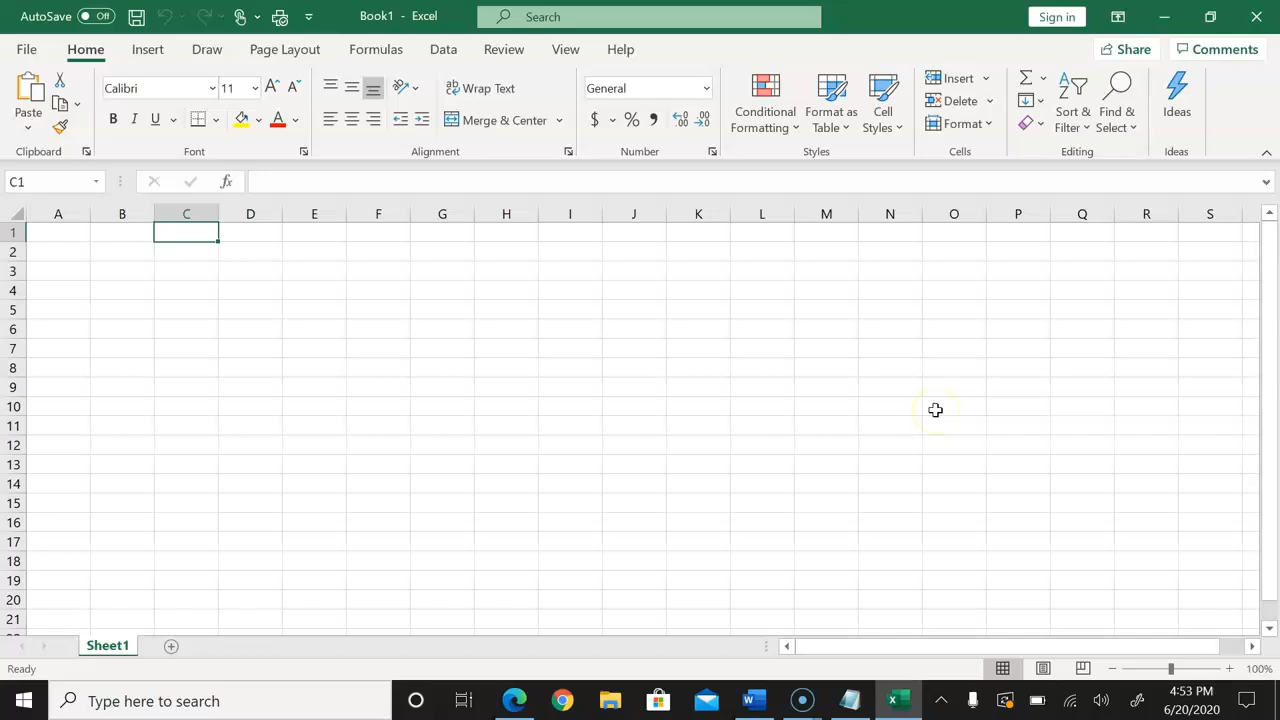 AutoSave Off Book1 - Excel Search Sign in
File Home Insert Draw Page Layout Formulas Data Review View Help Share Comments
Paste
Clipboard
Calibri 11
B I U A
Font
Wrap Text
Merge & Center
Alignment
General
$ % ,
Number
Conditional Formatting
Format as Table
Cell Styles
Styles
Insert
Delete
Format
Cells
Sort & Filter
Find & Select
Editing
Ideas
Ideas
C1 fx
A B C D E F G H I J K L M N O P Q R S
1
2
3
4
5
6
7
8
9
10
11
12
13
14
15
16
17
18
19
20
21
Sheet1
Ready 100%
Type here to search 4:53 PM
6/20/2020